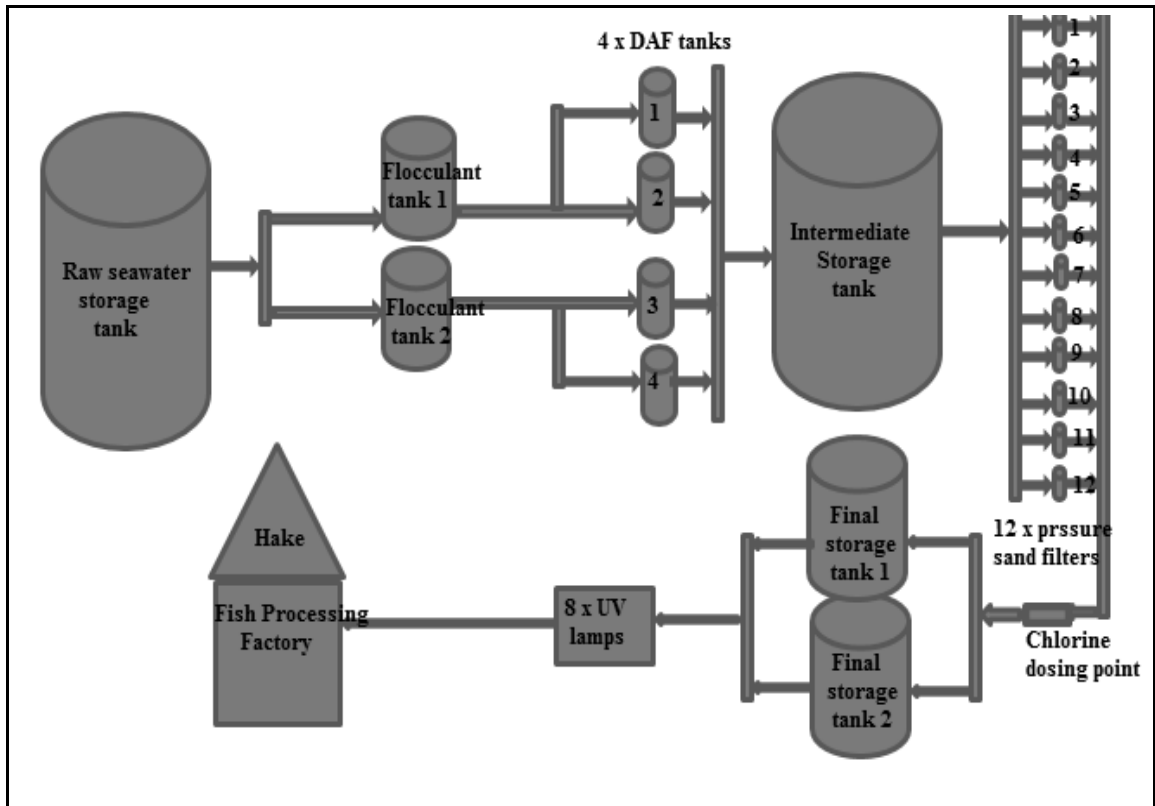 4 x DAF tanks
Raw seawater
storage
tank
Flocculant
tank 1
Flocculant
tank 2
1
2
3
4
Intermediate
Storage
tank
1
2
3
4
5
6
7
8
9
10
11
12
12 x prssure
sand filters
Chlorine
dosing point
Final
storage
tank 1
Final
storage
tank 2
8 x UV
lamps
Hake
Fish Processing
Factory